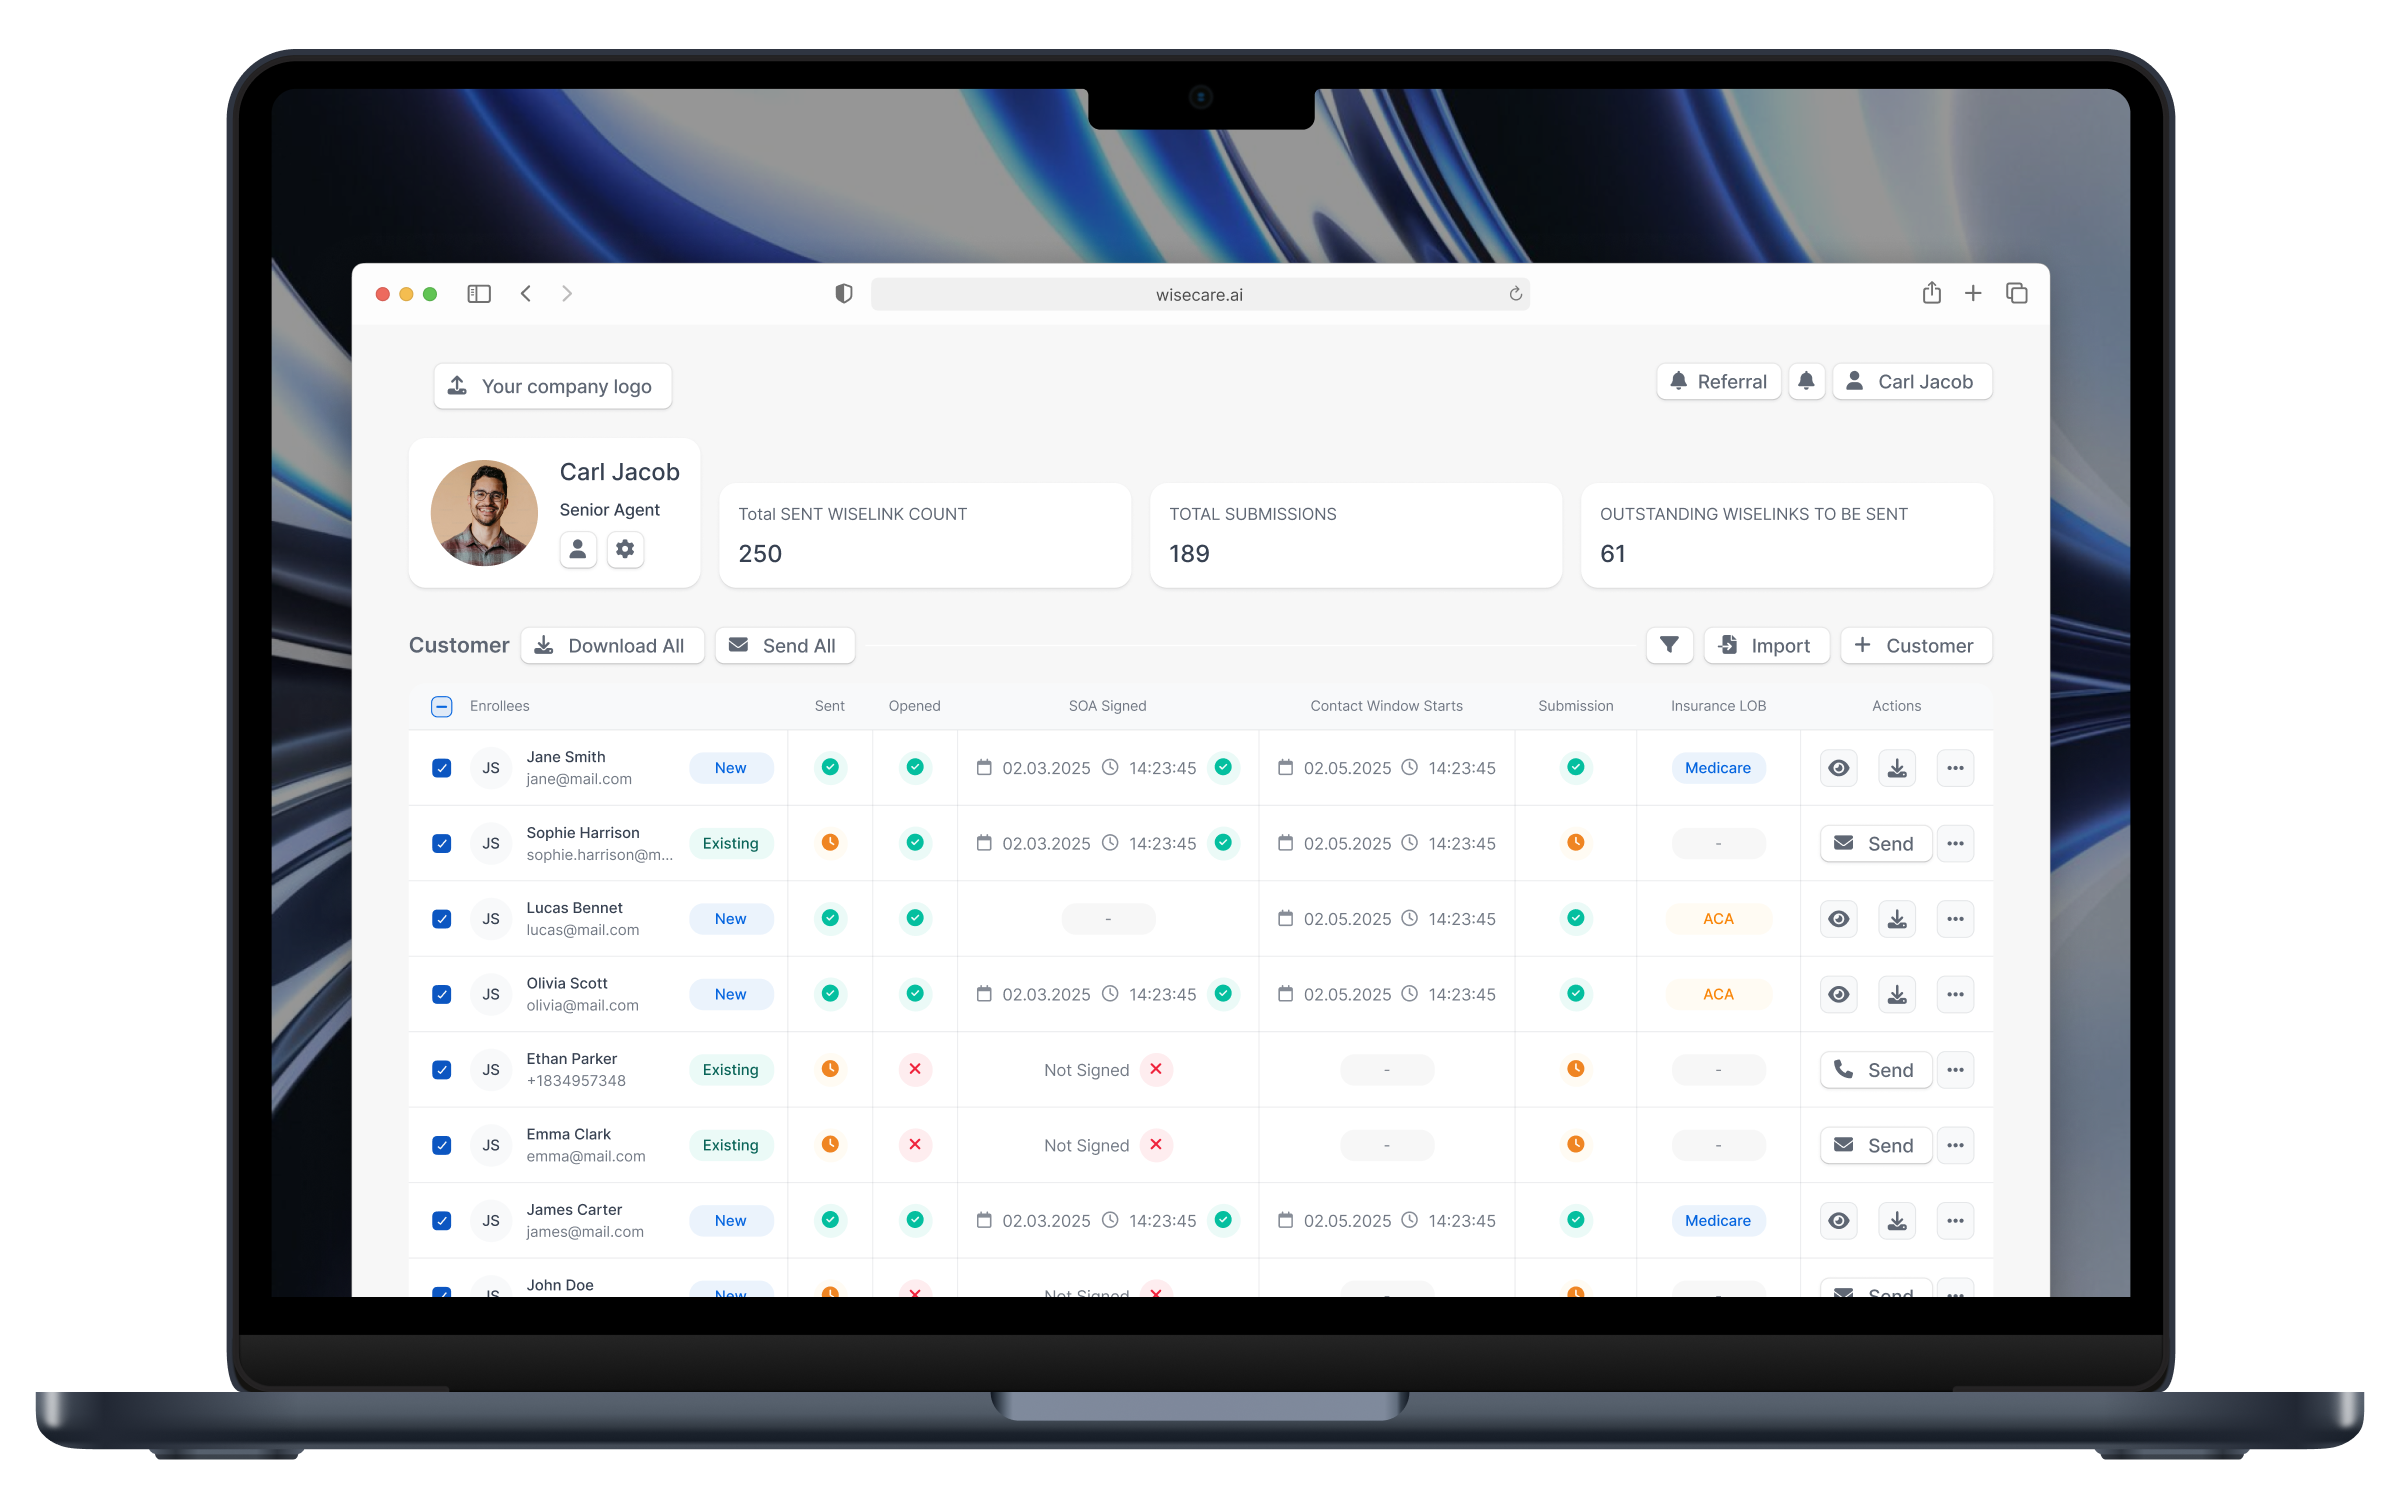 wisecare.ai
Your company logo
Referral
Carl Jacob
Carl Jacob
Senior Agent
Total SENT WISELINK COUNT
250
TOTAL SUBMISSIONS
189
OUTSTANDING WISELINKS TO BE SENT
61
Customer Download All Send All Import Customer
Enrollees Sent Opened SOA Signed Contact Window Starts Submission Insurance LOB Actions
JS Jane Smith New 02.03.2025 14:23:45 02.05.2025 14:23:45 Medicare
jane@mail.com
JS Sophie Harrison Existing 02.03.2025 14:23:45 02.05.2025 14:23:45 - Send
sophie.harrison@m...
JS Lucas Bennet New - 02.05.2025 14:23:45 ACA
lucas@mail.com
JS Olivia Scott New 02.03.2025 14:23:45 02.05.2025 14:23:45 ACA
olivia@mail.com
JS Ethan Parker Existing Not Signed - - Send
+1834957348
JS Emma Clark Existing Not Signed - - Send
emma@mail.com
JS James Carter New 02.03.2025 14:23:45 02.05.2025 14:23:45 Medicare
james@mail.com
JS John Doe New Not Signed - - Send